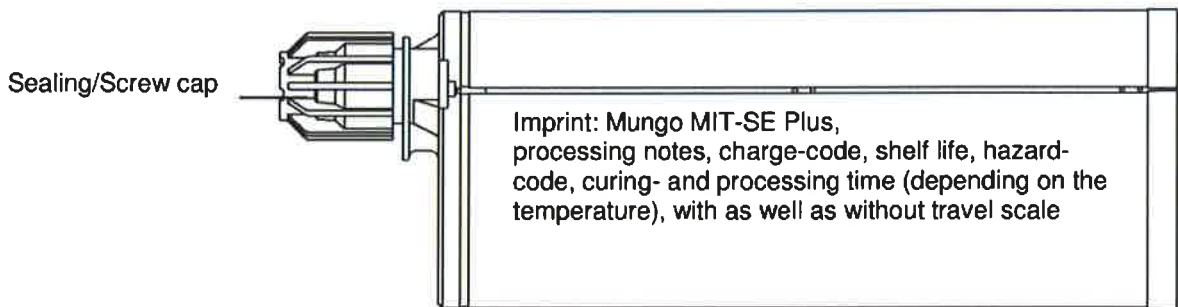 Sealing/Screw cap
Imprint: Mungo MIT-SE Plus,
processing notes, charge-code, shelf life, hazard-
code, curing- and processing time (depending on the
temperature), with as well as without travel scale